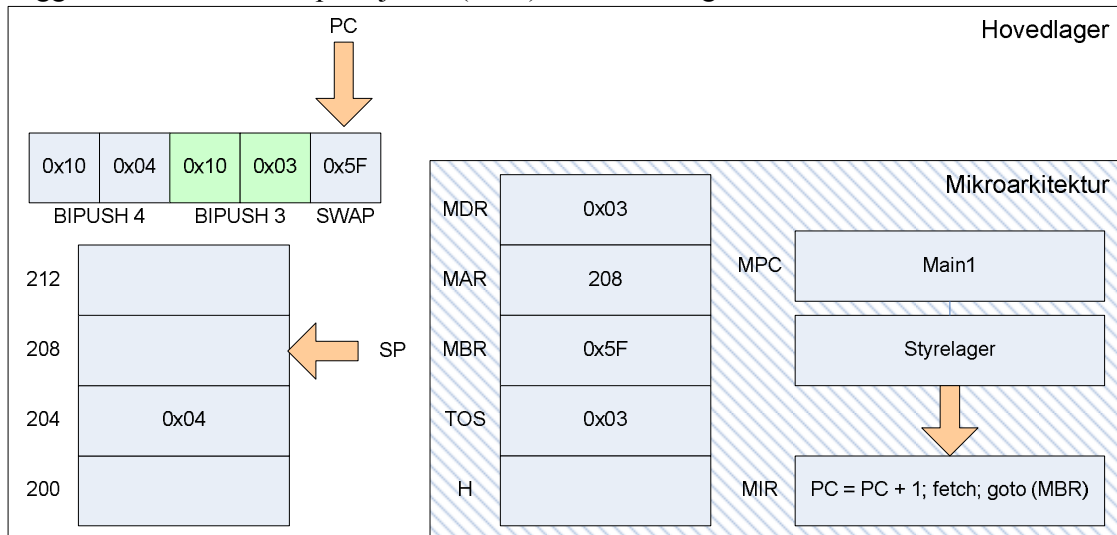 PC
Hovedlager
0x10 0x04 0x10 0x03 0x5F
BIPUSH 4 BIPUSH 3 SWAP
Mikroarkitektur
MDR 0x03
212
MAR 208
MPC Main1
208
SP
MBR 0x5F
Styrelager
204 0x04
TOS 0x03
200
H
MIR PC = PC + 1; fetch; goto (MBR)